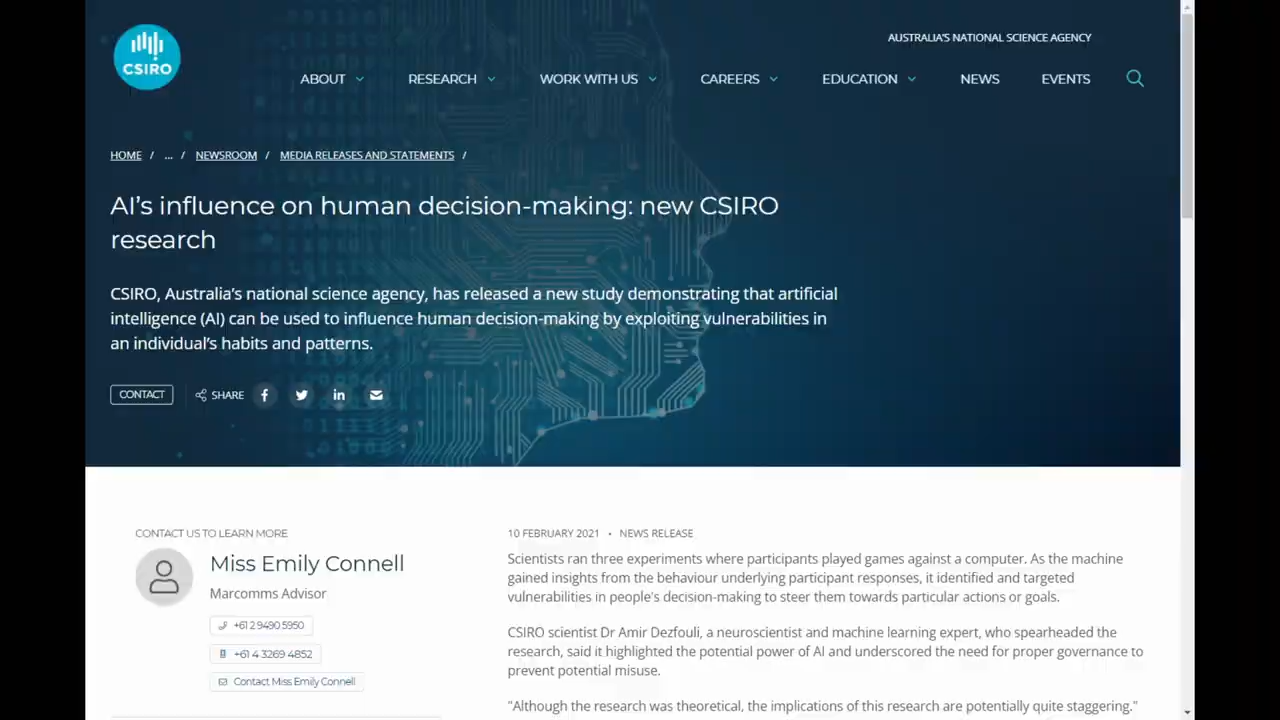 CSIRO
AUSTRALIA'S NATIONAL SCIENCE AGENCY
ABOUT RESEARCH WORK WITH US CAREERS EDUCATION NEWS EVENTS
HOME / ... / NEWSROOM / MEDIA RELEASES AND STATEMENTS /
AI's influence on human decision-making: new CSIRO
research
CSIRO, Australia's national science agency, has released a new study demonstrating that artificial
intelligence (AI) can be used to influence human decision-making by exploiting vulnerabilities in
an individual's habits and patterns.
CONTACT SHARE
CONTACT US TO LEARN MORE
Miss Emily Connell
Marcomms Advisor
+61 2 9490 5950
+61 4 3269 4852
Contact Miss Emily Connell
10 FEBRUARY 2021 • NEWS RELEASE
Scientists ran three experiments where participants played games against a computer. As the machine
gained insights from the behaviour underlying participant responses, it identified and targeted
vulnerabilities in people's decision-making to steer them towards particular actions or goals.
CSIRO scientist Dr Amir Dezfouli, a neuroscientist and machine learning expert, who spearheaded the
research, said it highlighted the potential power of AI and underscored the need for proper governance to
prevent potential misuse.
"Although the research was theoretical, the implications of this research are potentially quite staggering."